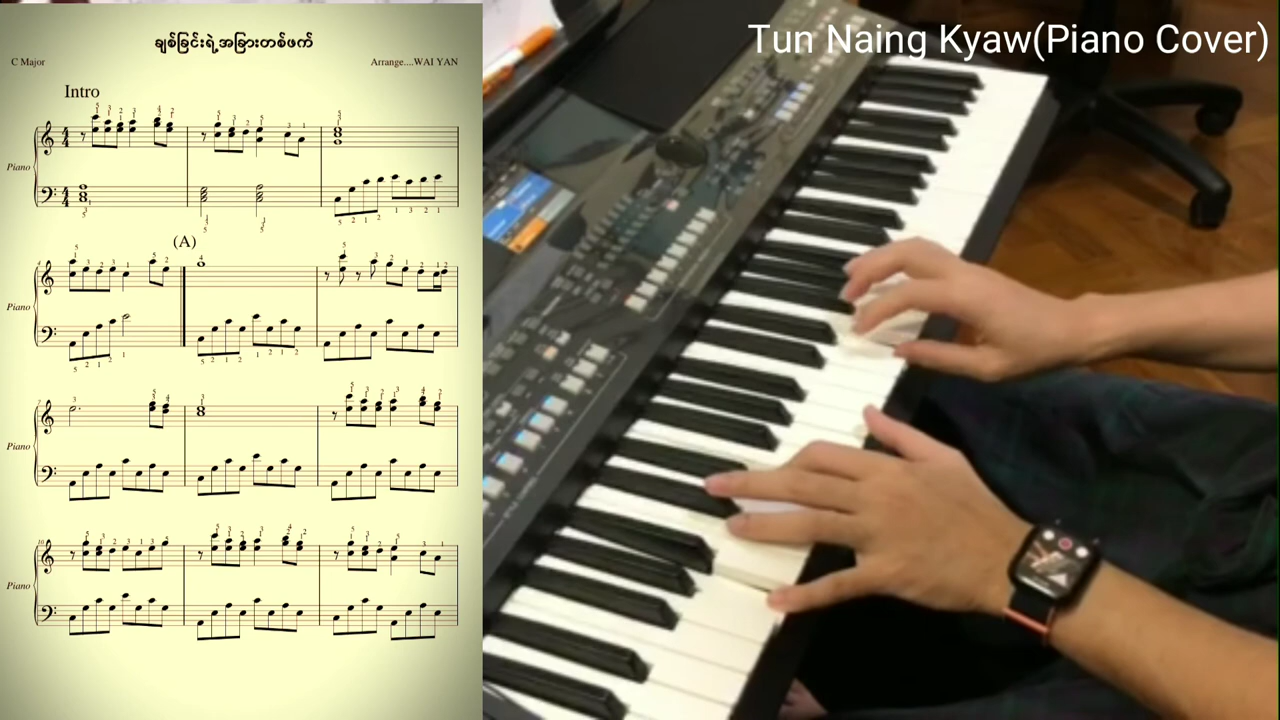 Tun Naing Kyaw(Piano Cover)
ချစ်ခြင်းရဲ့အခြားတစ်ဖက်
C Major
Arrange....WAI YAN
Intro
Piano
(A)
Piano
Piano
Piano